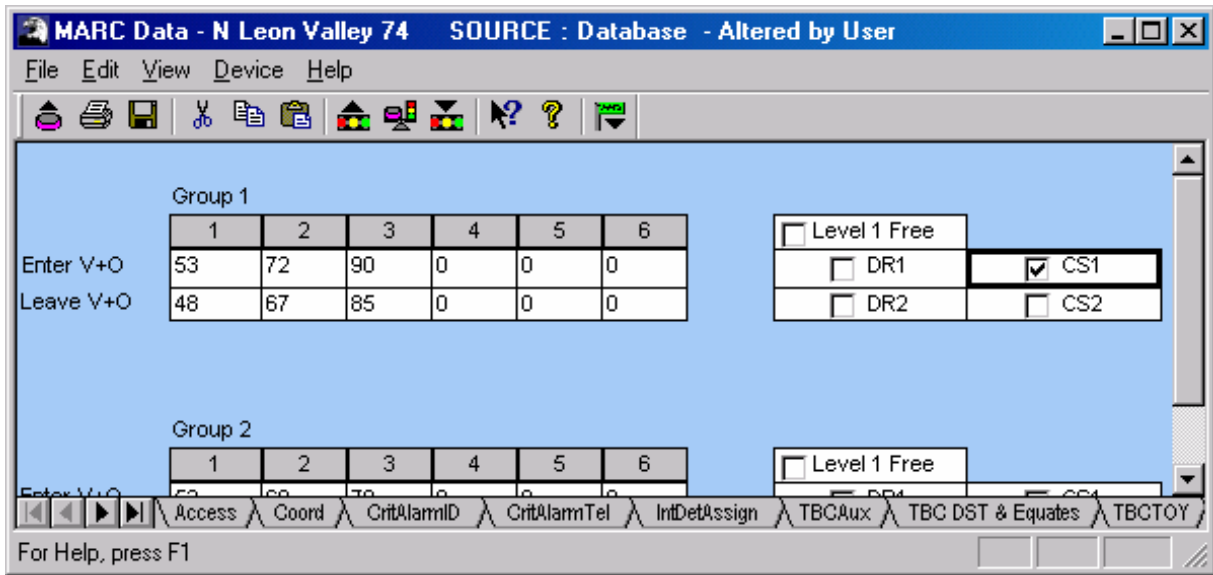 MARC Data - N Leon Valley 74 SOURCE : Database - Altered by User
File Edit View Device Help
Group 1
1 2 3 4 5 6 Level 1 Free
Enter V+O 53 72 90 0 0 0 DR1 CS1
Leave V+O 48 67 85 0 0 0 DR2 CS2
Group 2
1 2 3 4 5 6 Level 1 Free
Enter V+O
Access Coord CritAlarmID CritAlarmTel IntDetAssign TBCAux TBC DST & Equates TBCTOY
For Help, press F1